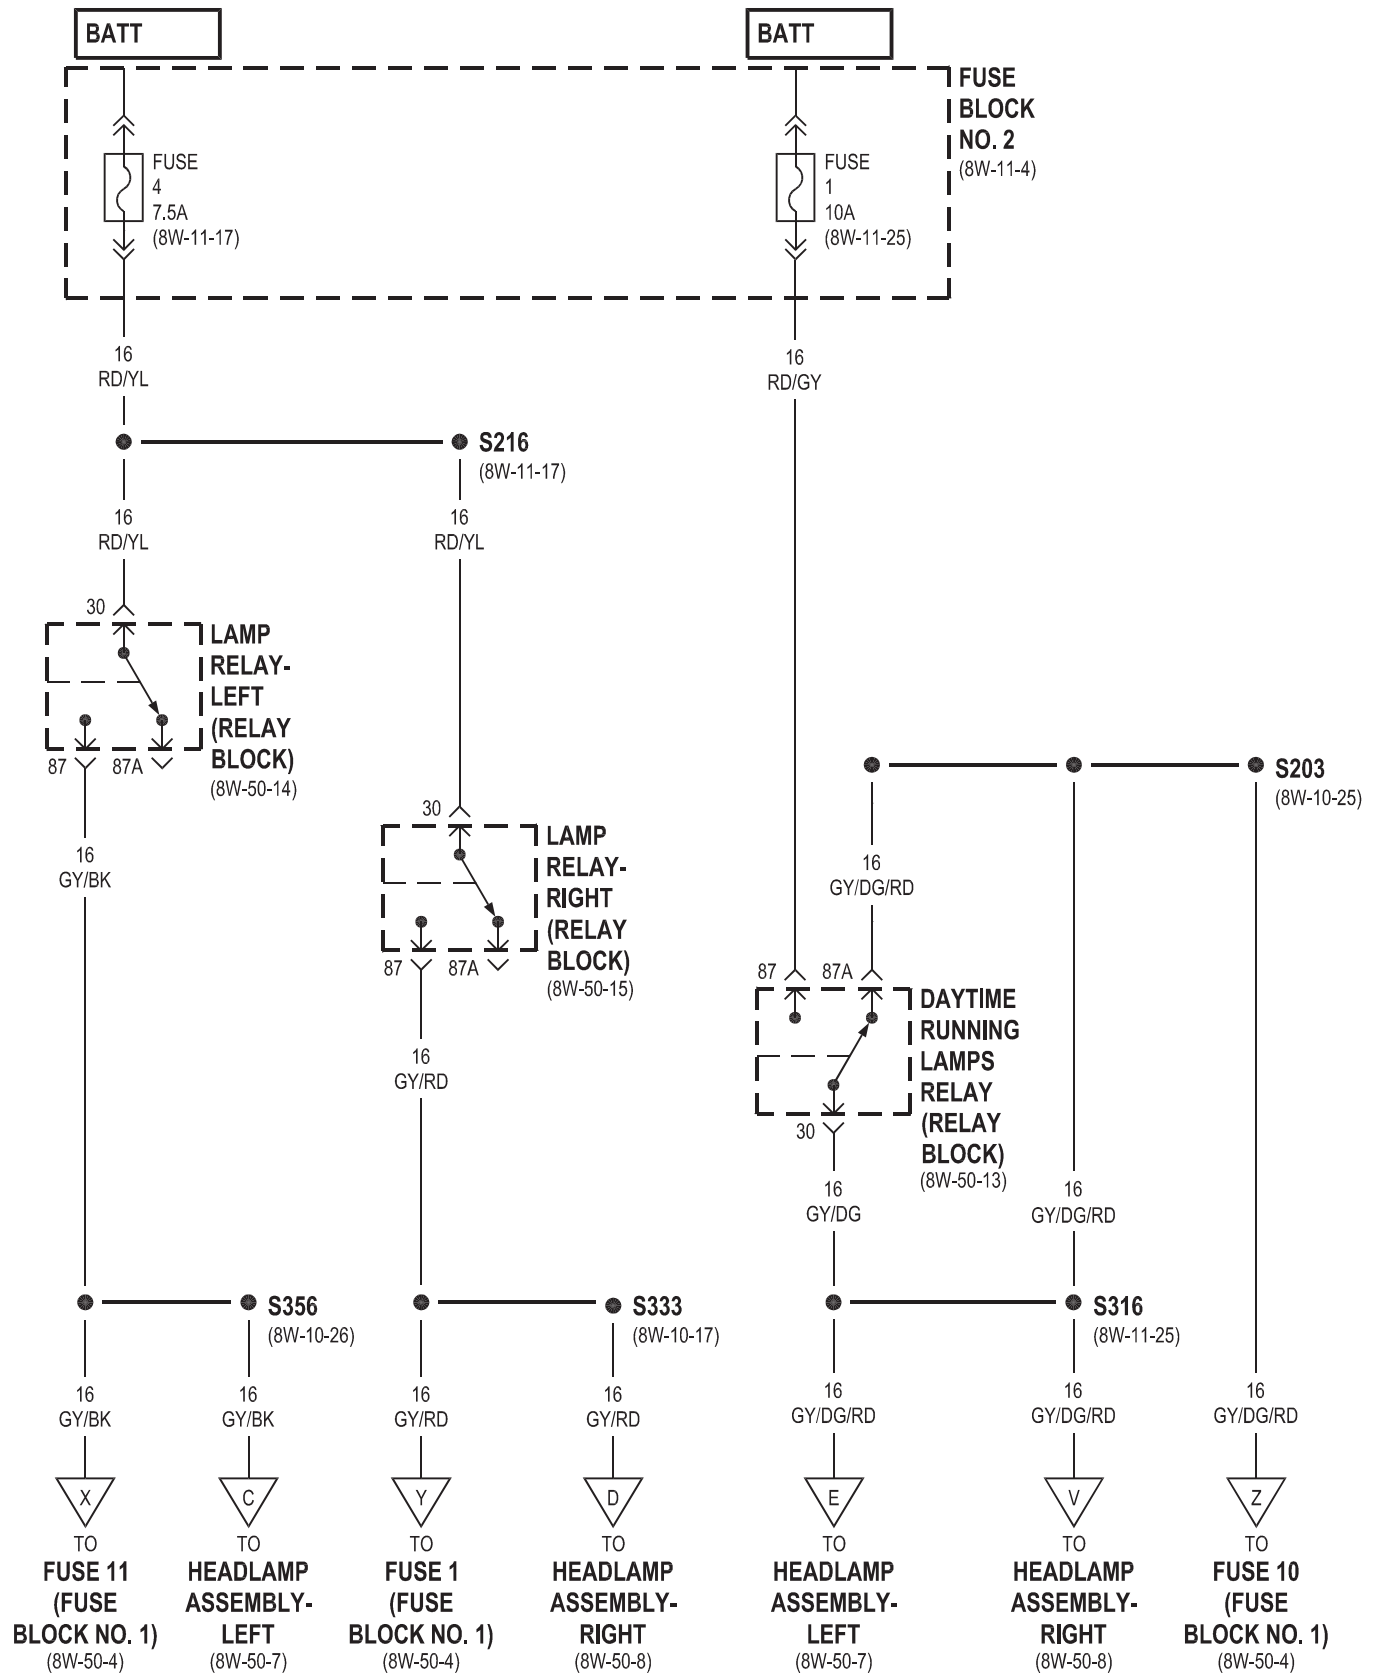 BATT
BATT
FUSE
BLOCK
NO. 2
(8W-11-4)
FUSE
4
7.5A
(8W-11-17)
FUSE
1
10A
(8W-11-25)
16
RD/YL
16
RD/GY
S216
(8W-11-17)
16
RD/YL
16
RD/YL
30
LAMP
RELAY-
LEFT
(RELAY
BLOCK)
(8W-50-14)
87
87A
S203
(8W-10-25)
30
LAMP
RELAY-
RIGHT
(RELAY
BLOCK)
(8W-50-15)
87
87A
16
GY/BK
16
GY/DG/RD
87
87A
DAYTIME
RUNNING
LAMPS
RELAY
(RELAY
BLOCK)
(8W-50-13)
30
16
GY/RD
16
GY/DG
16
GY/DG/RD
S356
(8W-10-26)
S333
(8W-10-17)
S316
(8W-11-25)
16
GY/BK
16
GY/BK
16
GY/RD
16
GY/RD
16
GY/DG/RD
16
GY/DG/RD
16
GY/DG/RD
X
TO
FUSE 11
(FUSE
BLOCK NO. 1)
(8W-50-4)
C
TO
HEADLAMP
ASSEMBLY-
LEFT
(8W-50-7)
Y
TO
FUSE 1
(FUSE
BLOCK NO. 1)
(8W-50-4)
D
TO
HEADLAMP
ASSEMBLY-
RIGHT
(8W-50-8)
E
TO
HEADLAMP
ASSEMBLY-
LEFT
(8W-50-7)
V
TO
HEADLAMP
ASSEMBLY-
RIGHT
(8W-50-8)
Z
TO
FUSE 10
(FUSE
BLOCK NO. 1)
(8W-50-4)